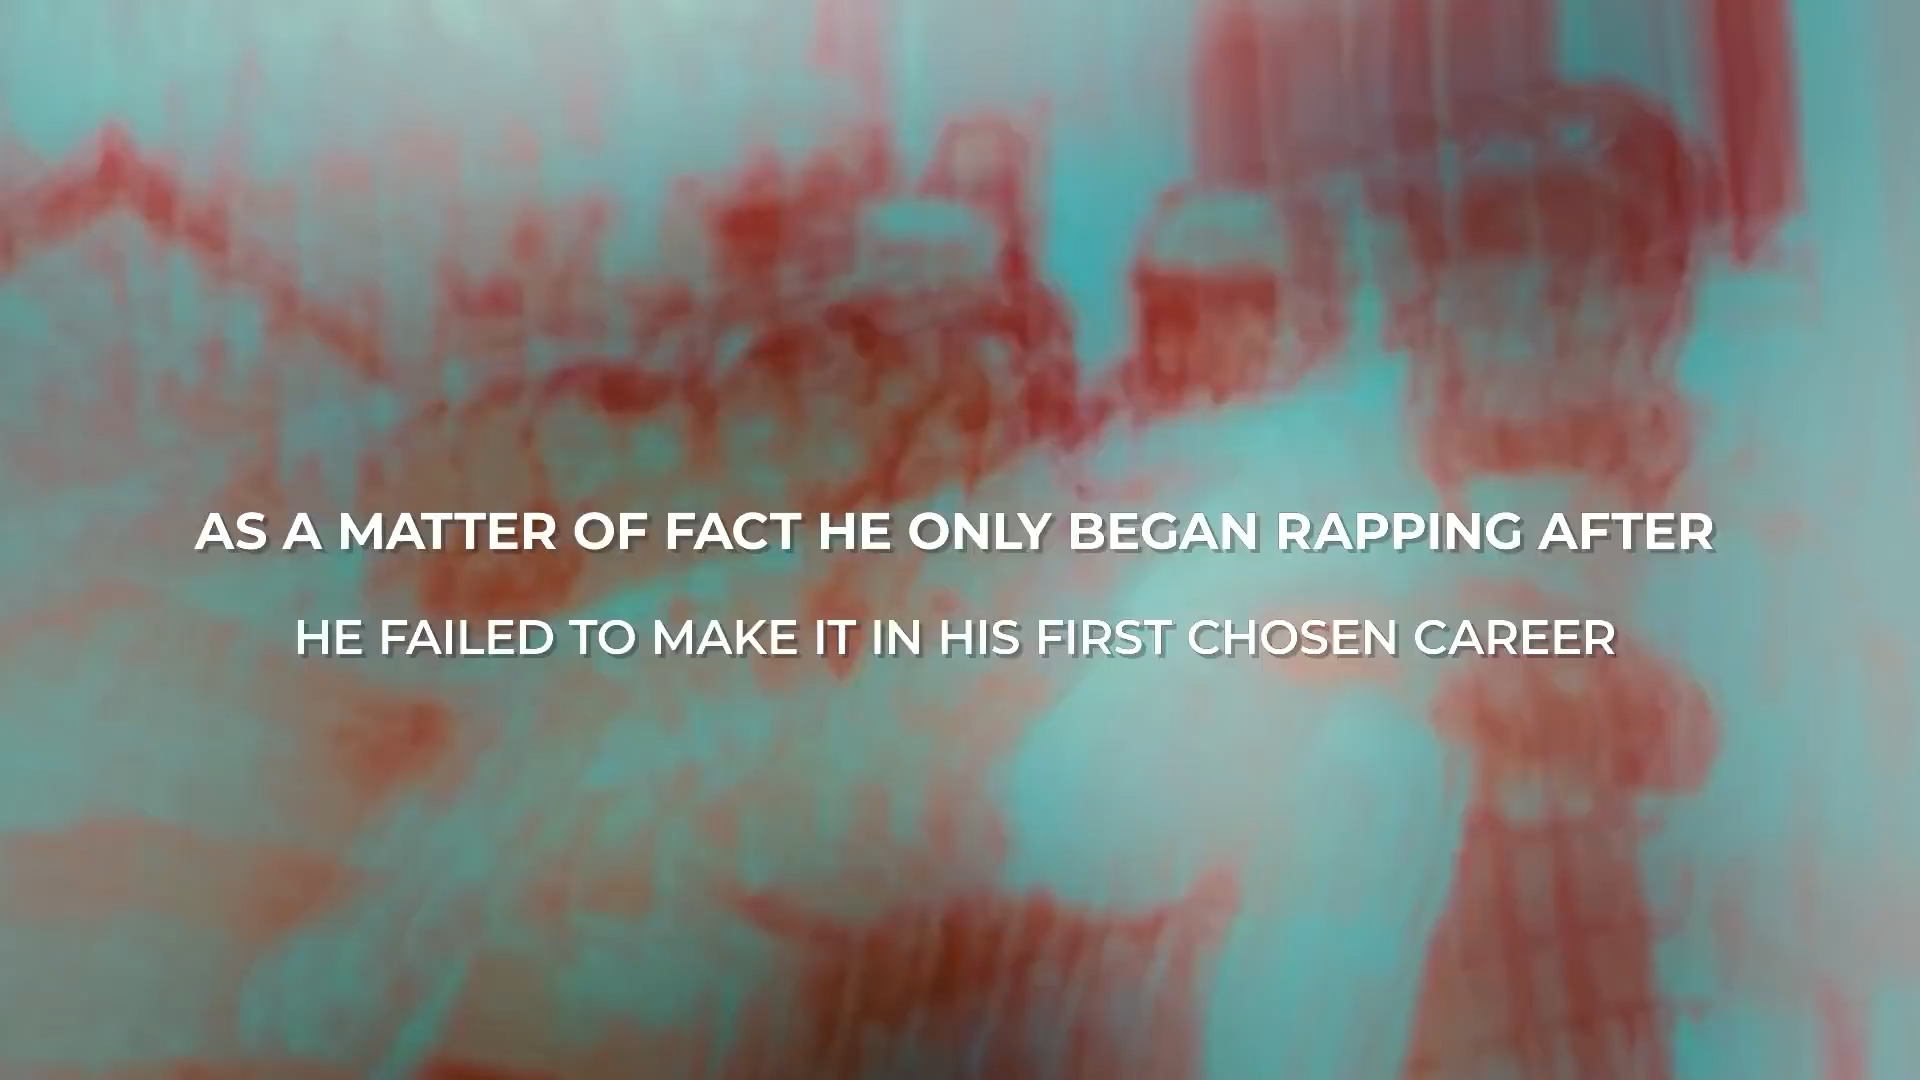 AS A MATTER OF FACT HE ONLY BEGAN RAPPING AFTER
HE FAILED TO MAKE IT IN HIS FIRST CHOSEN CAREER